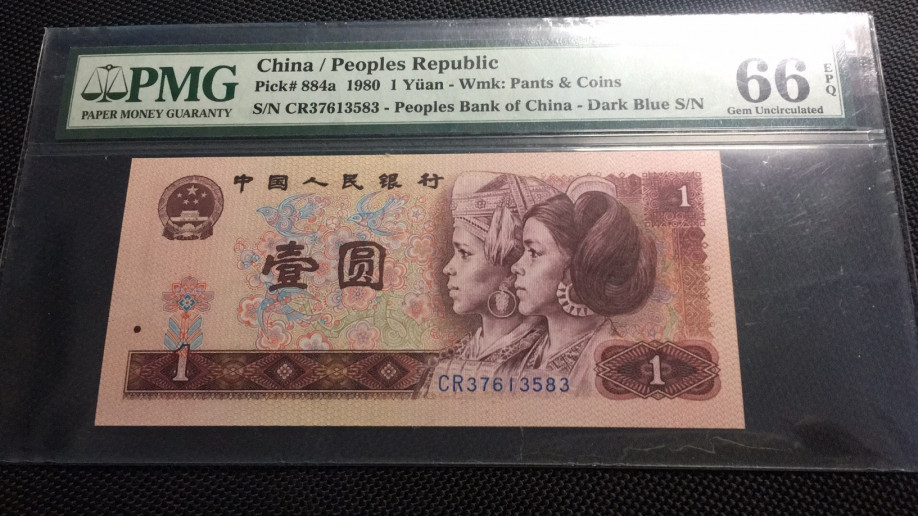 PMG
PAPER MONEY GUARANTY
China / Peoples Republic
Pick# 884a 1980 1 Yüan - Wmk: Pants & Coins
S/N CR37613583 - Peoples Bank of China - Dark Blue S/N
66 EPQ
Gem Uncirculated
中国人民银行
1
壹圆
1
CR37613583
1